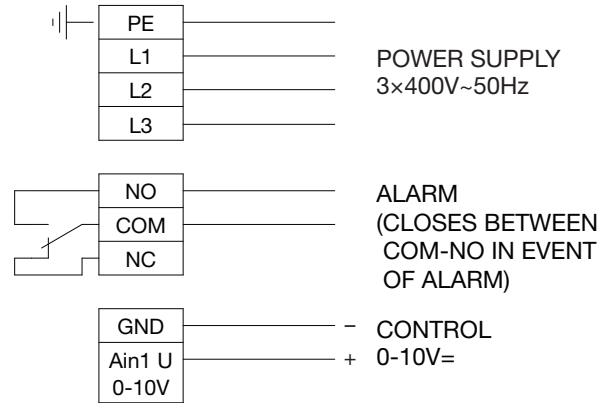 PE
L1
L2
L3
POWER SUPPLY
3×400V~50Hz
NO
COM
NC
ALARM
(CLOSES BETWEEN
COM-NO IN EVENT
OF ALARM)
GND
Ain1 U
0-10V
– CONTROL
+ 0-10V=